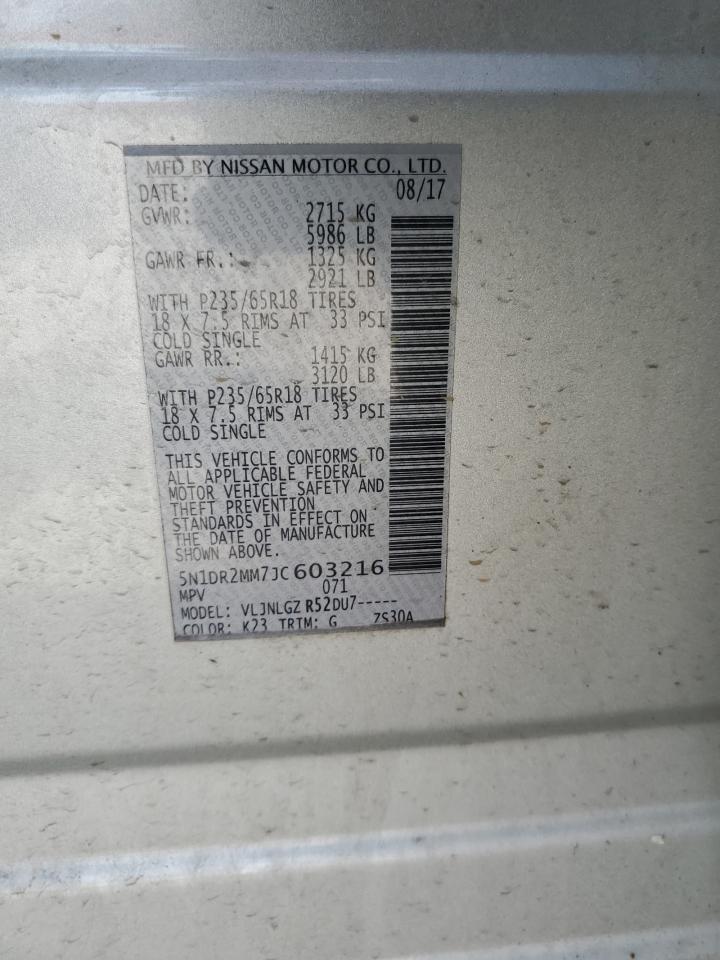 MFD BY NISSAN MOTOR CO., LTD.
DATE: 08/17
GVWR: 2715 KG
5986 LB
GAWR FR.: 1325 KG
2921 LB
WITH P235/65R18 TIRES
18 X 7.5 RIMS AT 33 PSI
COLD SINGLE
GAWR RR.: 1415 KG
3120 LB
WITH P235/65R18 TIRES
18 X 7.5 RIMS AT 33 PSI
COLD SINGLE
THIS VEHICLE CONFORMS TO
ALL APPLICABLE FEDERAL
MOTOR VEHICLE SAFETY AND
THEFT PREVENTION
STANDARDS IN EFFECT ON
THE DATE OF MANUFACTURE
SHOWN ABOVE.
5N1DR2MM7JC603216
MPV 071
MODEL: VLJNLGZ R52DU7-----
COLOR: K23 TRIM: G ZS30A